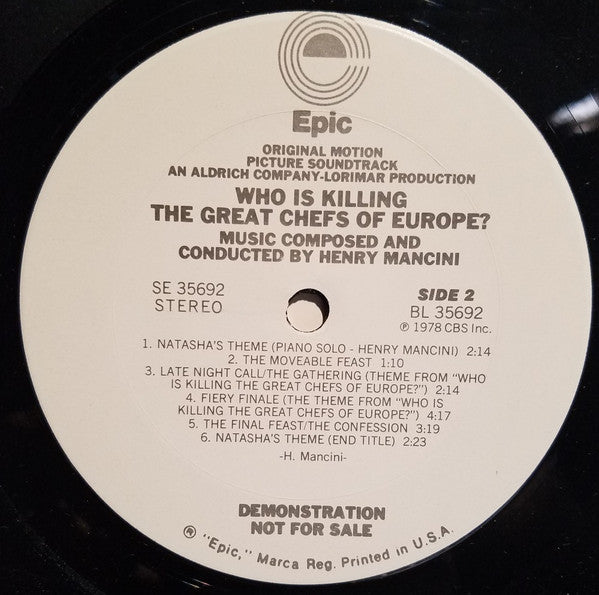 Epic
ORIGINAL MOTION
PICTURE SOUNDTRACK
AN ALDRICH COMPANY-LORIMAR PRODUCTION
WHO IS KILLING
THE GREAT CHEFS OF EUROPE?
MUSIC COMPOSED AND
CONDUCTED BY HENRY MANCINI
SE 35692
STEREO
SIDE 2
BL 35692
℗ 1978 CBS Inc.
1. NATASHA'S THEME (PIANO SOLO - HENRY MANCINI) 2:14
2. THE MOVEABLE FEAST 1:10
3. LATE NIGHT CALL/THE GATHERING (THEME FROM "WHO
IS KILLING THE GREAT CHEFS OF EUROPE?") 2:14
4. FIERY FINALE (THE THEME FROM "WHO IS
KILLING THE GREAT CHEFS OF EUROPE?") 4:17
5. THE FINAL FEAST/THE CONFESSION 3:19
6. NATASHA'S THEME (END TITLE) 2:23
-H. Mancini-
DEMONSTRATION
NOT FOR SALE
® "Epic," Marca Reg. Printed in U.S.A.